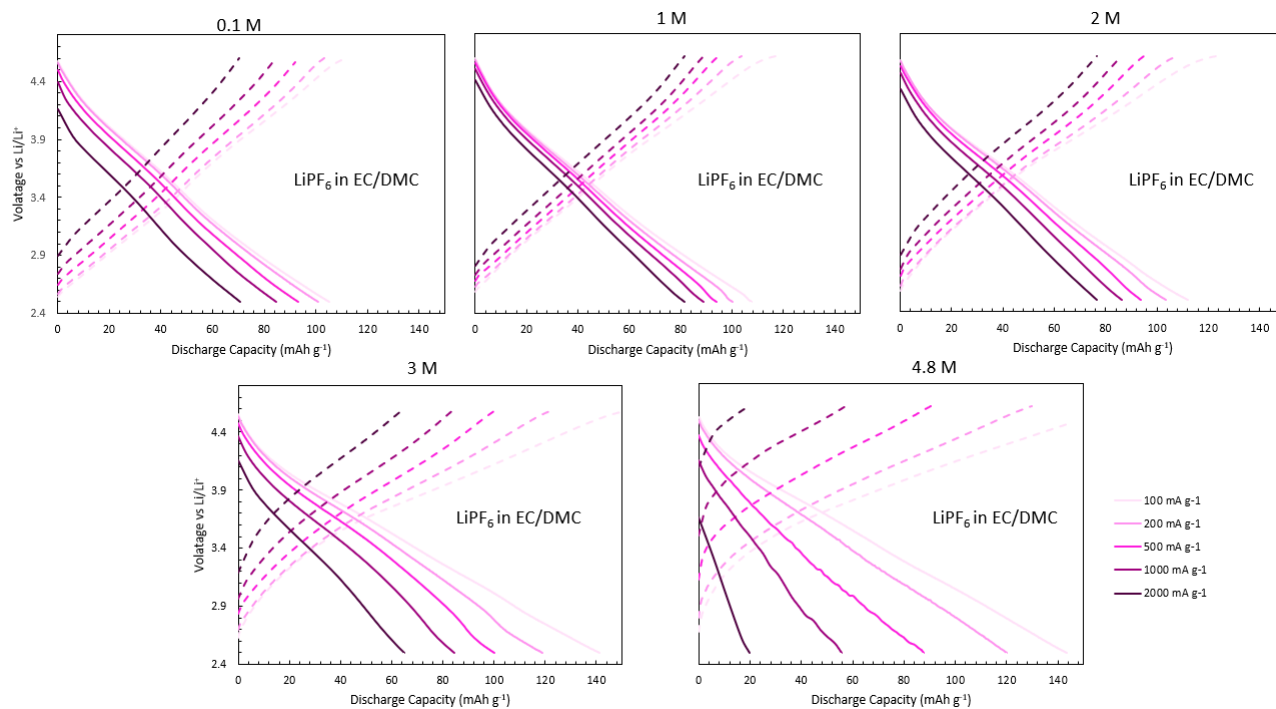 0.1 M
1 M
2 M
4.4
3.9
3.4
2.9
2.4
Volatage vs Li/Li⁺
LiPF₆ in EC/DMC
LiPF₆ in EC/DMC
LiPF₆ in EC/DMC
0 20 40 60 80 100 120 140
0 20 40 60 80 100 120 140
0 20 40 60 80 100 120 140
Discharge Capacity (mAh g⁻¹)
Discharge Capacity (mAh g⁻¹)
Discharge Capacity (mAh g⁻¹)
3 M
4.8 M
4.4
3.9
3.4
2.9
2.4
Volatage vs Li/Li⁺
LiPF₆ in EC/DMC
LiPF₆ in EC/DMC
0 20 40 60 80 100 120 140
0 20 40 60 80 100 120 140
Discharge Capacity (mAh g⁻¹)
Discharge Capacity (mAh g⁻¹)
100 mA g-1
200 mA g-1
500 mA g-1
1000 mA g-1
2000 mA g-1